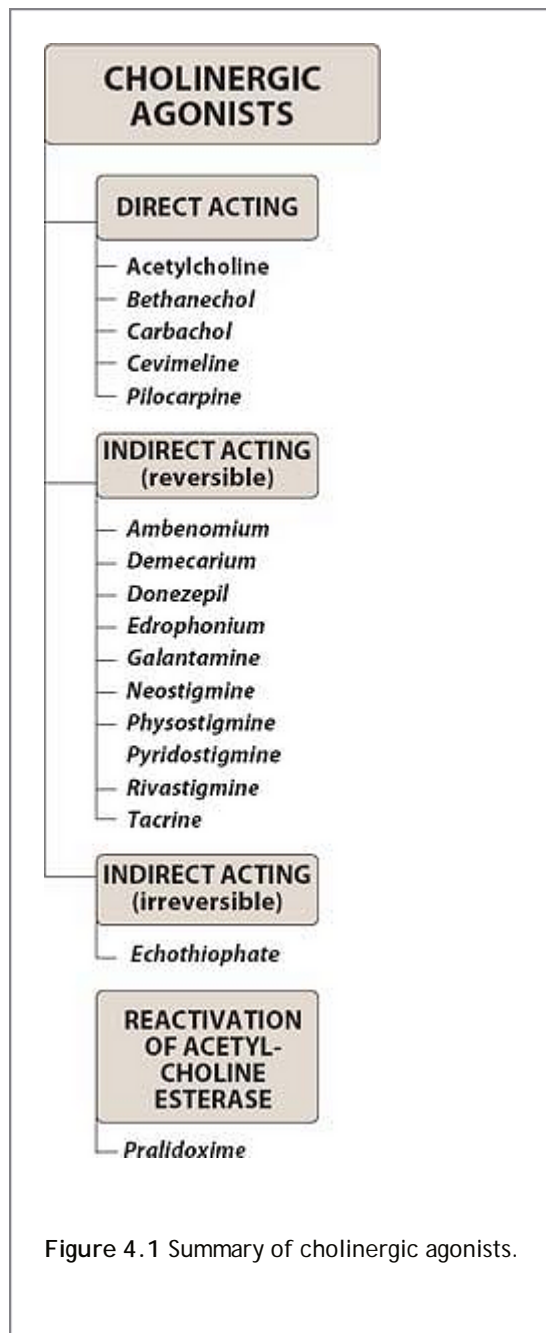 CHOLINERGIC
AGONISTS
DIRECT ACTING
Acetylcholine
Bethanechol
Carbachol
Cevimeline
Pilocarpine
INDIRECT ACTING
(reversible)
Ambenomium
Demecarium
Donezepil
Edrophonium
Galantamine
Neostigmine
Physostigmine
Pyridostigmine
Rivastigmine
Tacrine
INDIRECT ACTING
(irreversible)
Echothiophate
REACTIVATION
OF ACETYL-
CHOLINE
ESTERASE
Pralidoxime
Figure 4.1 Summary of cholinergic agonists.